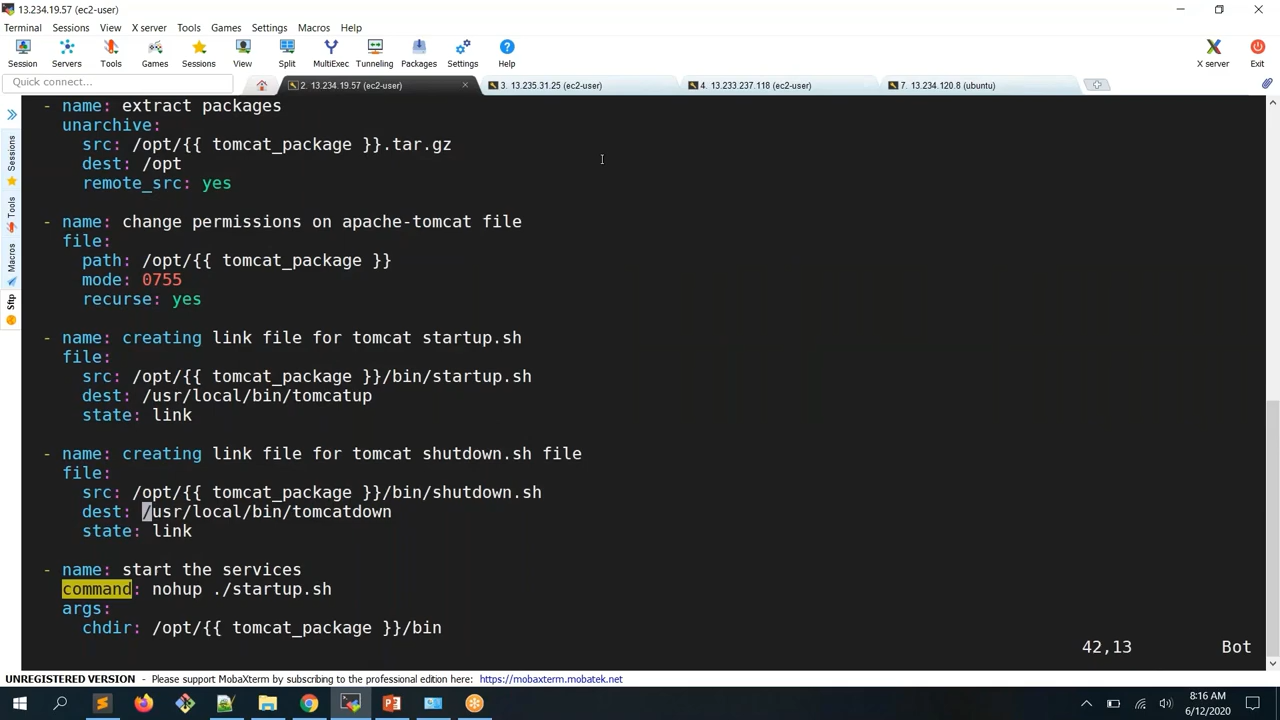 13.234.19.57 (ec2-user)
Terminal Sessions View X server Tools Games Settings Macros Help
Session Servers Tools Games Sessions View Split MultiExec Tunneling Packages Settings Help X server Exit
Quick connect...
2. 13.234.19.57 (ec2-user)
3. 13.235.31.25 (ec2-user)
4. 13.233.237.118 (ec2-user)
7. 13.234.120.8 (ubuntu)
Sessions
Tools
Macros
Sftp
- name: extract packages
unarchive:
src: /opt/{{ tomcat_package }}.tar.gz
dest: /opt
remote_src: yes
- name: change permissions on apache-tomcat file
file:
path: /opt/{{ tomcat_package }}
mode: 0755
recurse: yes
- name: creating link file for tomcat startup.sh
file:
src: /opt/{{ tomcat_package }}/bin/startup.sh
dest: /usr/local/bin/tomcatup
state: link
- name: creating link file for tomcat shutdown.sh file
file:
src: /opt/{{ tomcat_package }}/bin/shutdown.sh
dest: /usr/local/bin/tomcatdown
state: link
- name: start the services
command: nohup ./startup.sh
args:
chdir: /opt/{{ tomcat_package }}/bin
42,13 Bot
UNREGISTERED VERSION - Please support MobaXterm by subscribing to the professional edition here: https://mobaxterm.mobatek.net
8:16 AM
6/12/2020